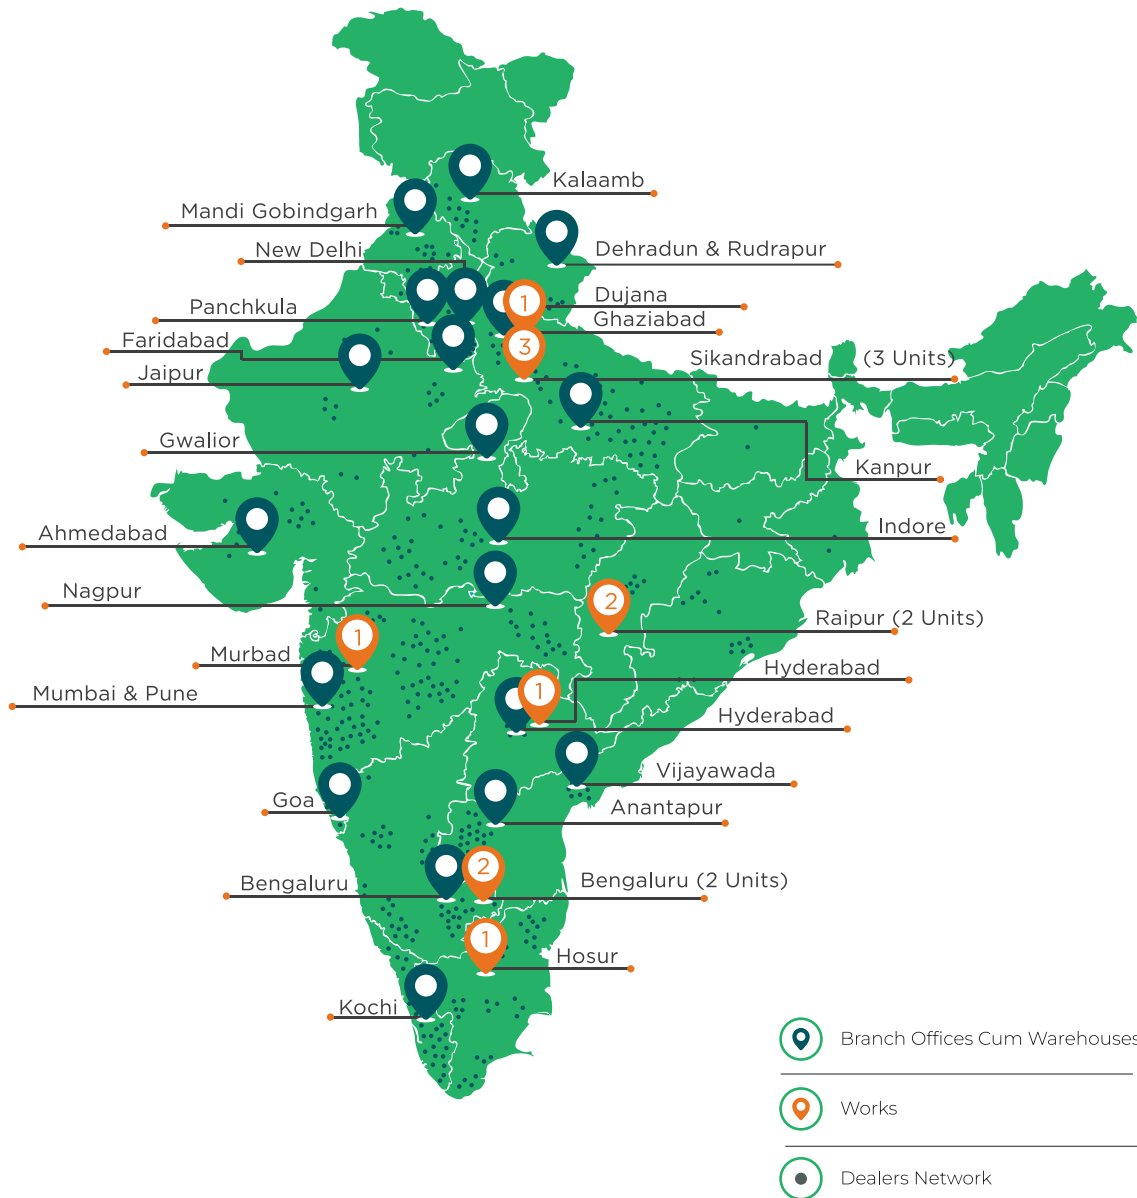 Kalaamb
Mandi Gobindgarh
New Delhi
Dehradun & Rudrapur
Panchkula
1
Dujana
Ghaziabad
Faridabad
3
Sikandrabad (3 Units)
Jaipur
Gwalior
Kanpur
Ahmedabad
Indore
Nagpur
2
Raipur (2 Units)
1
Murbad
Hyderabad
Mumbai & Pune
1
Hyderabad
Vijayawada
Goa
Anantapur
Bengaluru
2
Bengaluru (2 Units)
1
Hosur
Kochi
Branch Offices Cum Warehouses
Works
Dealers Network